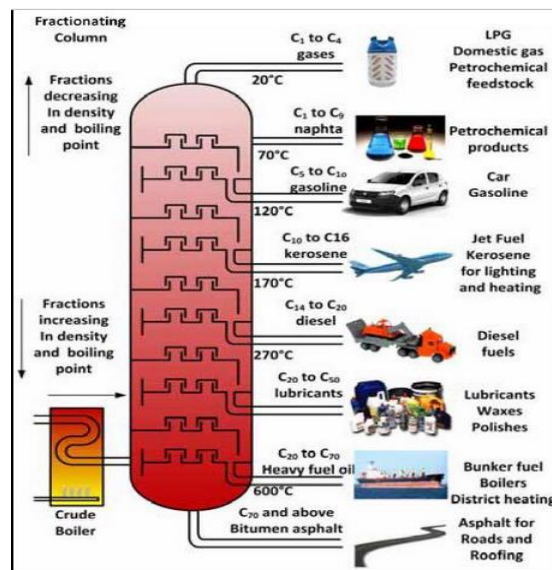 Fractionating
Column
Fractions
decreasing
In density
and boiling
point
Fractions
increasing
In density
and boiling
point
Crude
Boiler
C₁ to C₄
gases
20°C
C₁ to C₉
naphta
70°C
C₅ to C₁₀
gasoline
120°C
C₁₀ to C16
kerosene
170°C
C₁₄ to C₂₀
diesel
270°C
C₂₀ to C₅₀
lubricants
C₂₀ to C₇₀
Heavy fuel oil
600°C
C₇₀ and above
Bitumen asphalt
LPG
Domestic gas
Petrochemical
feedstock
Petrochemical
products
Car
Gasoline
Jet Fuel
Kerosene
for lighting
and heating
Diesel
fuels
Lubricants
Waxes
Polishes
Bunker fuel
Boilers
District heating
Asphalt for
Roads and
Roofing